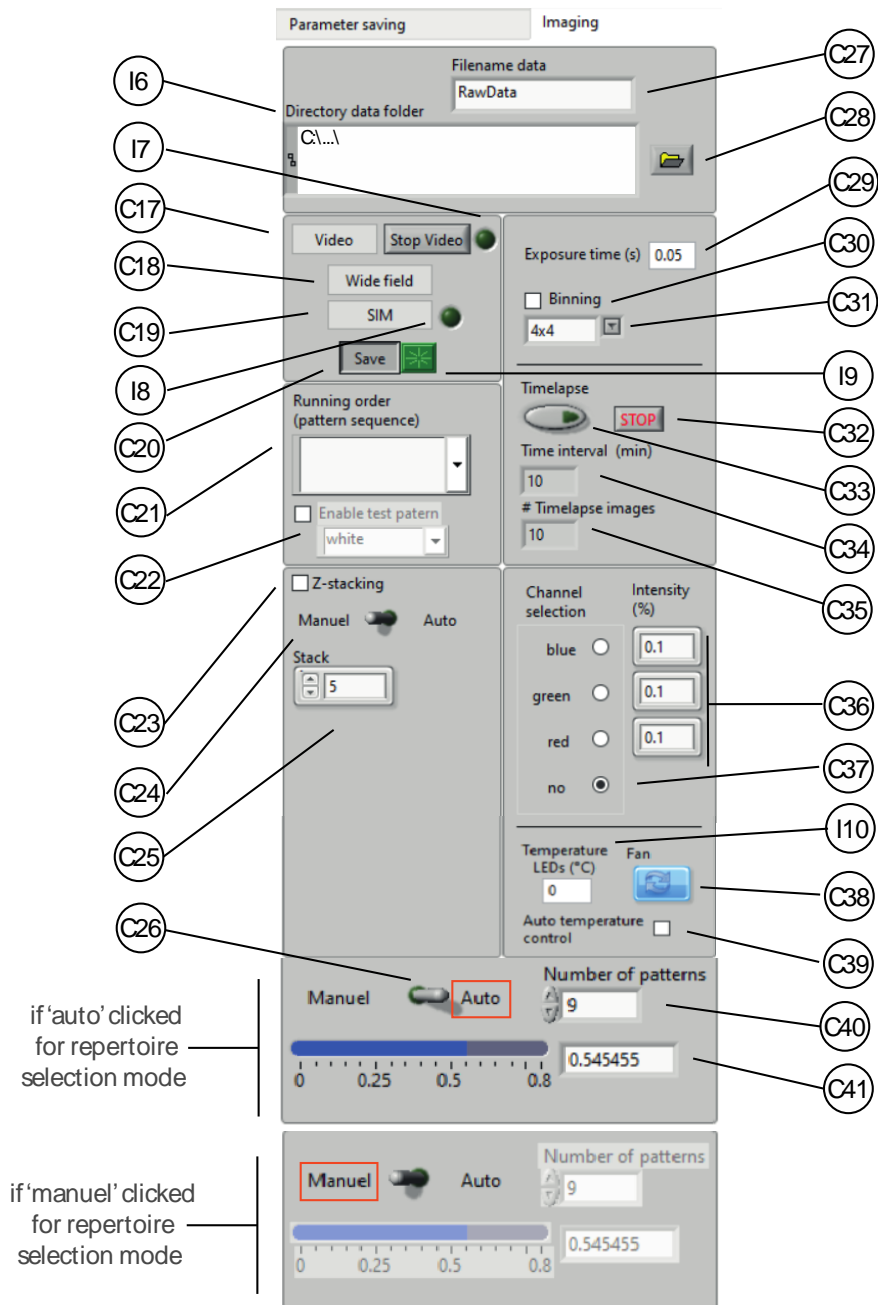 Parameter saving
Imaging
Filename data
RawData
Directory data folder
C:\...\
Video
Stop Video
Wide field
SIM
Save
Running order
(pattern sequence)
Enable test patern
white
Z-stacking
Manuel
Auto
Stack
5
Exposure time (s)
0.05
Binning
4x4
Timelapse
STOP
Time interval (min)
10
# Timelapse images
10
Channel
selection
Intensity
(%)
blue
0.1
green
0.1
red
0.1
no
Temperature
LEDs (°C)
0
Fan
Auto temperature
control
Manuel
Auto
Number of patterns
9
0 0.25 0.5 0.8
0.545455
Manuel
Auto
Number of patterns
9
0 0.25 0.5 0.8
0.545455
I6
I7
C17
C18
C19
I8
C20
C21
C22
C23
C24
C25
C26
if 'auto' clicked
for repertoire
selection mode
if 'manuel' clicked
for repertoire
selection mode
C27
C28
C29
C30
C31
I9
C32
C33
C34
C35
C36
C37
I10
C38
C39
C40
C41